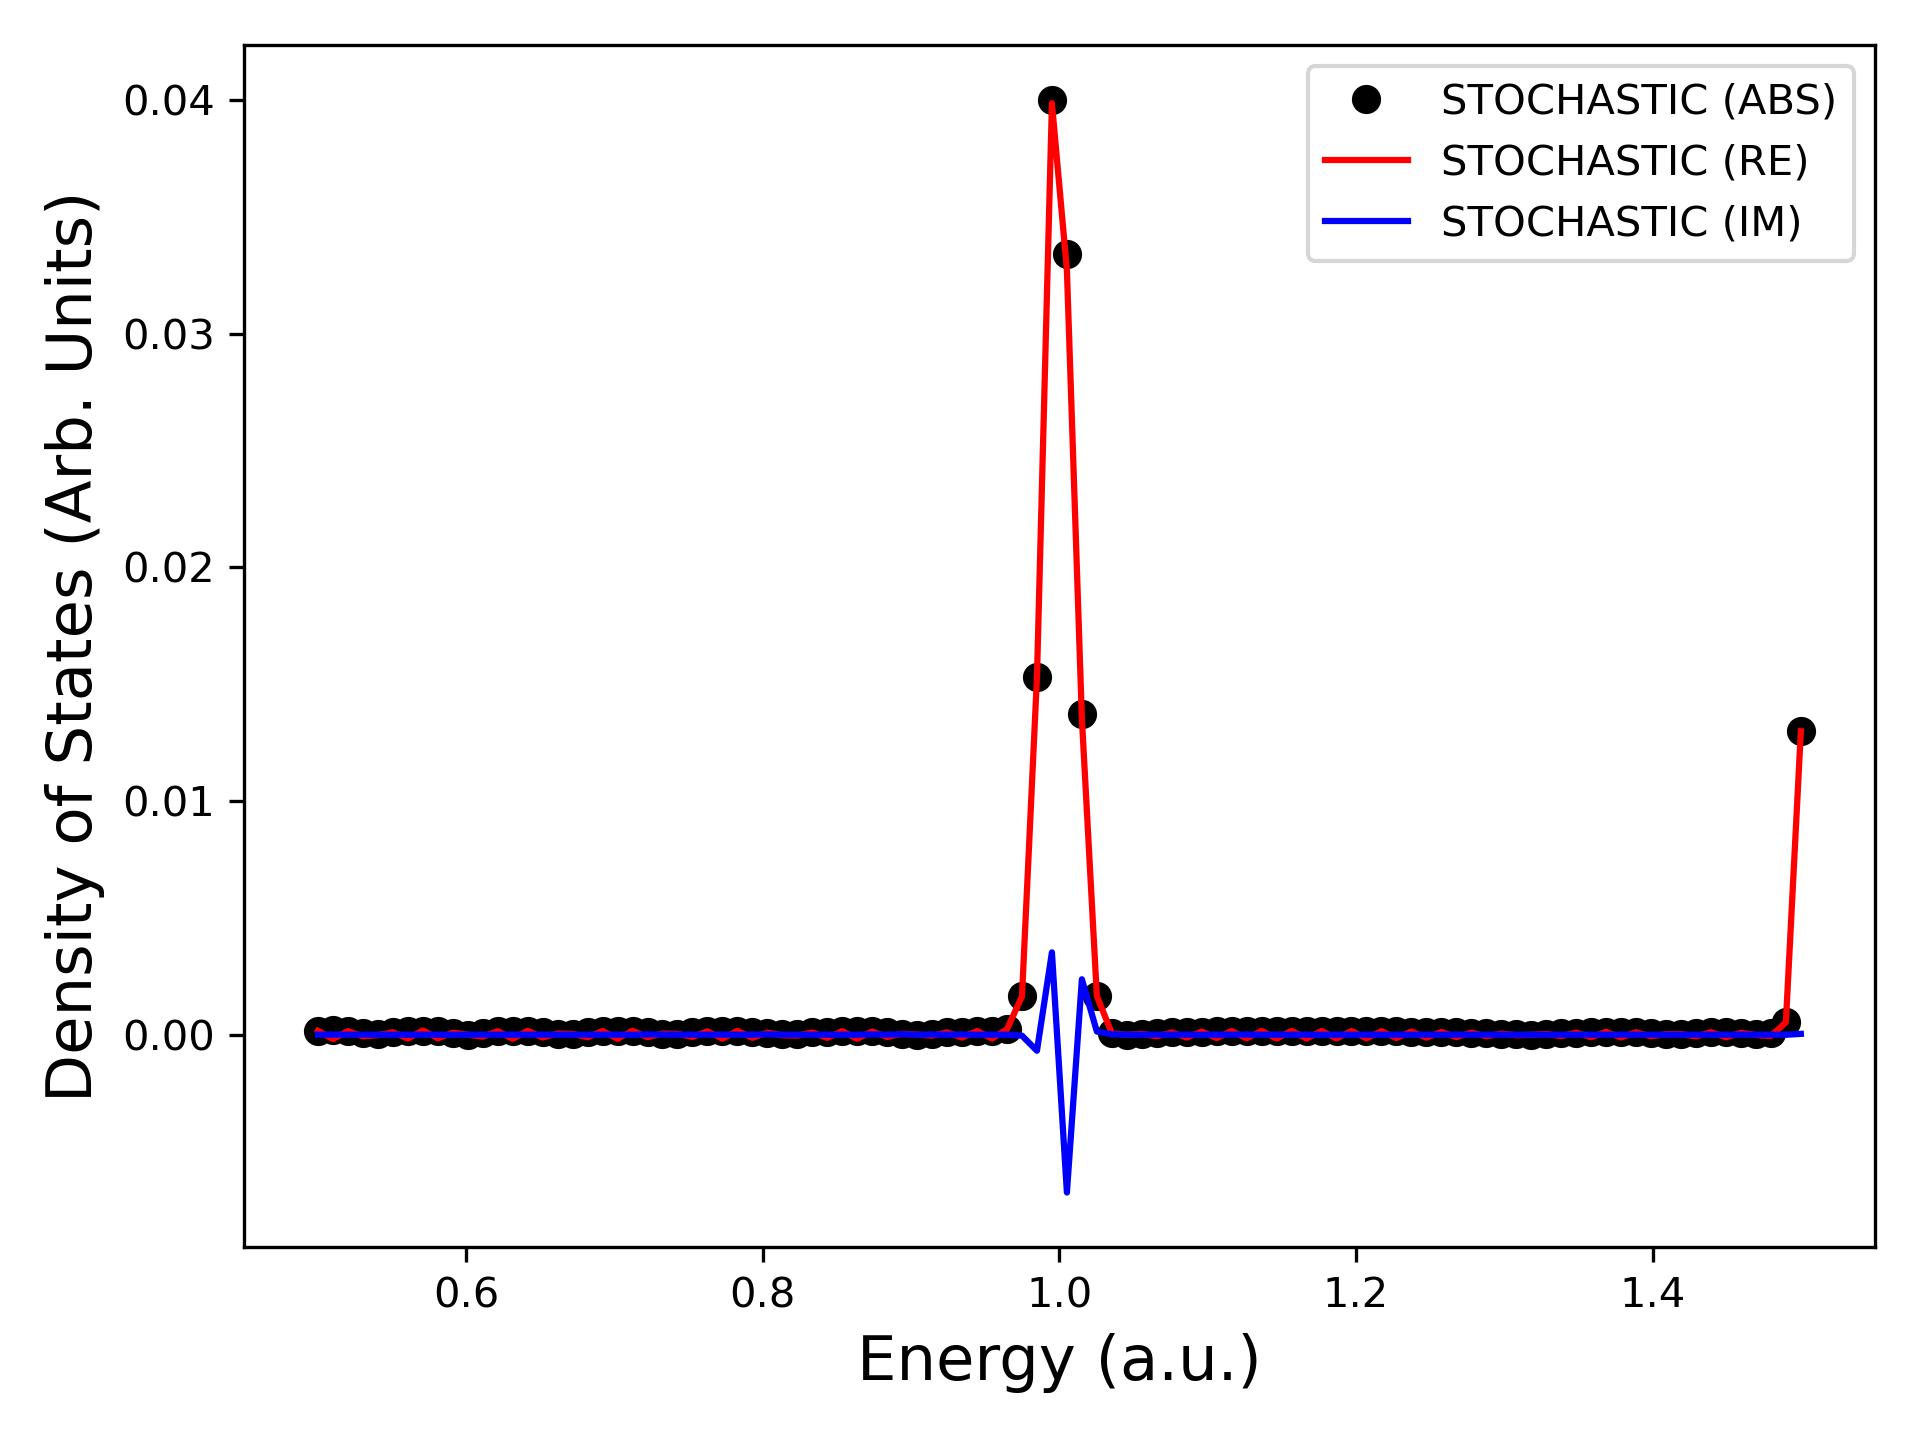 STOCHASTIC (ABS)
STOCHASTIC (RE)
STOCHASTIC (IM)
Density of States (Arb. Units)
0.04
0.03
0.02
0.01
0.00
0.6 0.8 1.0 1.2 1.4
Energy (a.u.)